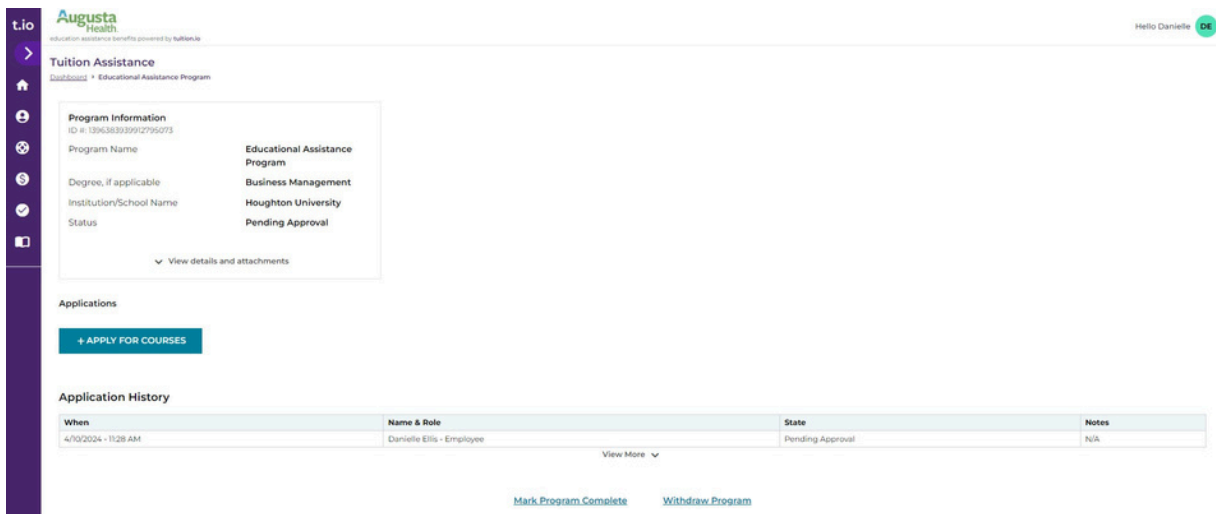 t.io
Augusta
Health.
education assistance benefits powered by tuition.io
Hello Danielle DE
Tuition Assistance
Dashboard • Educational Assistance Program
Program Information
ID #: 1396383939912795073
Program Name Educational Assistance
Program
Degree, if applicable Business Management
Institution/School Name Houghton University
Status Pending Approval
View details and attachments
Applications
+ APPLY FOR COURSES
Application History
When Name & Role State Notes
4/10/2024 - 11:28 AM Danielle Ellis - Employee Pending Approval N/A
View More
Mark Program Complete Withdraw Program